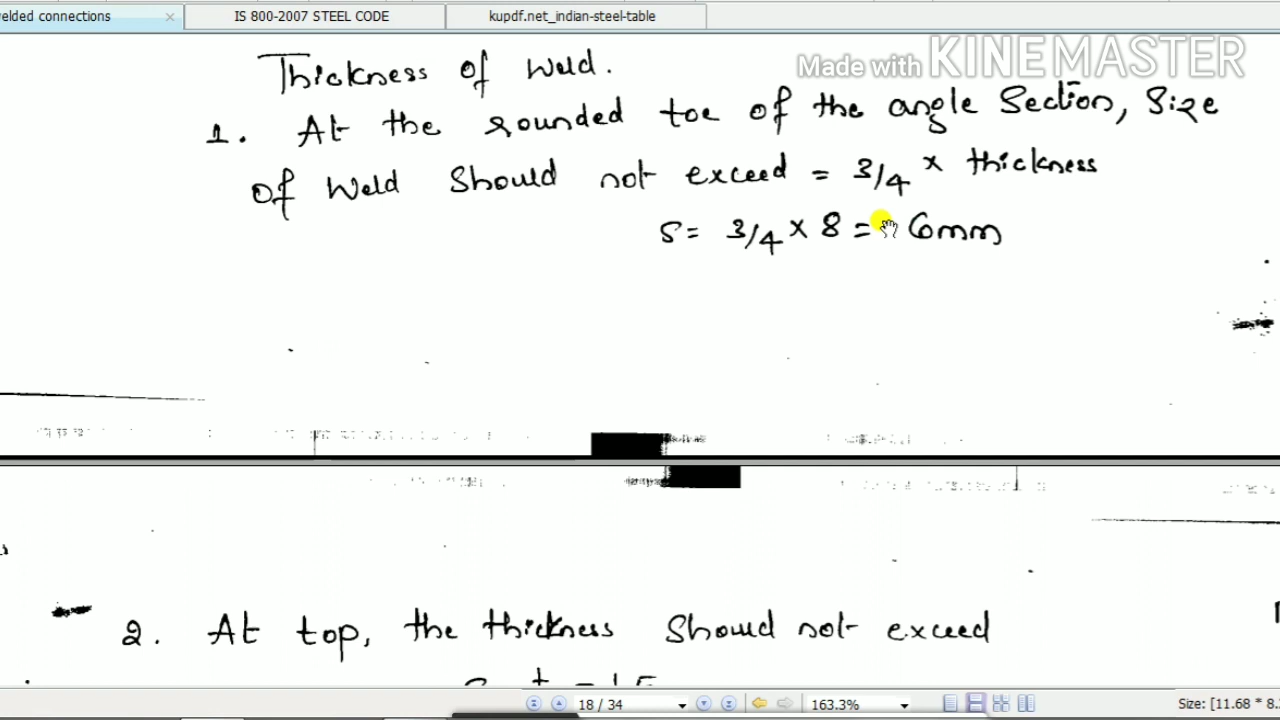 welded connections
IS 800-2007 STEEL CODE
kupdf.net_indian-steel-table
Made with KINEMASTER
Thickness of Weld.
1. At the rounded toe of the angle Section, Size
Of Weld Should not exceed = 3/4 × thickness
S = 3/4 × 8 = 6mm
2. At top, the thickness Should not exceed
18 / 34
163.3%
Size: [11.68 * 8.